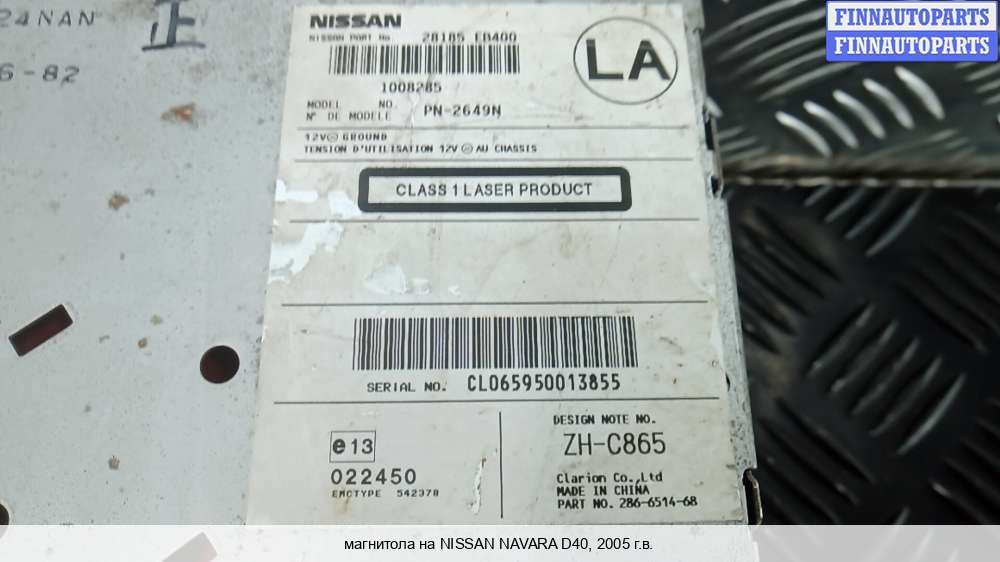 24NAN
6-82
NISSAN
NISSAN PART No. 28185 EB400
1008285
MODEL NO.
N° DE MODELE PN-2649N
LA
12V⊖ GROUND
TENSION D'UTILISATION 12V ⊖ AU CHASSIS
CLASS 1 LASER PRODUCT
SERIAL NO. CL065950013855
e13
022450
EMCTYPE 542378
DESIGN NOTE NO.
ZH-C865
Clarion Co.,Ltd
MADE IN CHINA
PART NO. 286-6514-68
FINNAUTOPARTS
FINNAUTOPARTS
магнитола на NISSAN NAVARA D40, 2005 г.в.